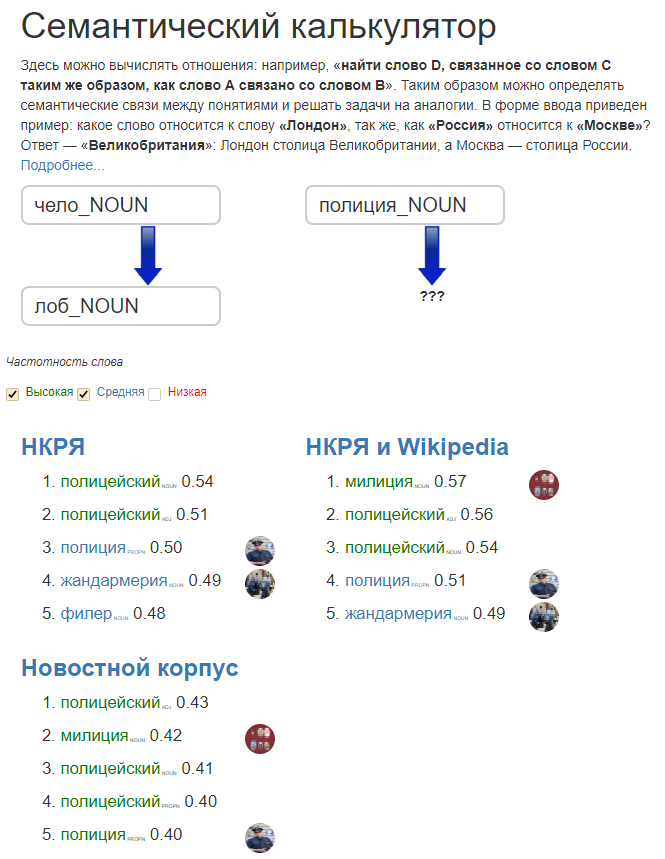 Семантический калькулятор
Здесь можно вычислять отношения: например, «найти слово D, связанное со словом C
таким же образом, как слово A связано со словом B». Таким образом можно определять
семантические связи между понятиями и решать задачи на аналогии. В форме ввода приведен
пример: какое слово относится к слову «Лондон», так же, как «Россия» относится к «Москве»?
Ответ — «Великобритания»: Лондон столица Великобритании, а Москва — столица России.
Подробнее...
чело_NOUN
полиция_NOUN
лоб_NOUN
???
Частотность слова
Высокая Средняя Низкая
НКРЯ
1. полицейский NOUN 0.54
2. полицейский ADJ 0.51
3. полиция PROPN 0.50
4. жандармерия NOUN 0.49
5. филер NOUN 0.48
НКРЯ и Wikipedia
1. милиция NOUN 0.57
2. полицейский ADJ 0.56
3. полицейский NOUN 0.54
4. полиция PROPN 0.51
5. жандармерия NOUN 0.49
Новостной корпус
1. полицейский ADJ 0.43
2. милиция NOUN 0.42
3. полицейский NOUN 0.41
4. полицейский PROPN 0.40
5. полиция PROPN 0.40